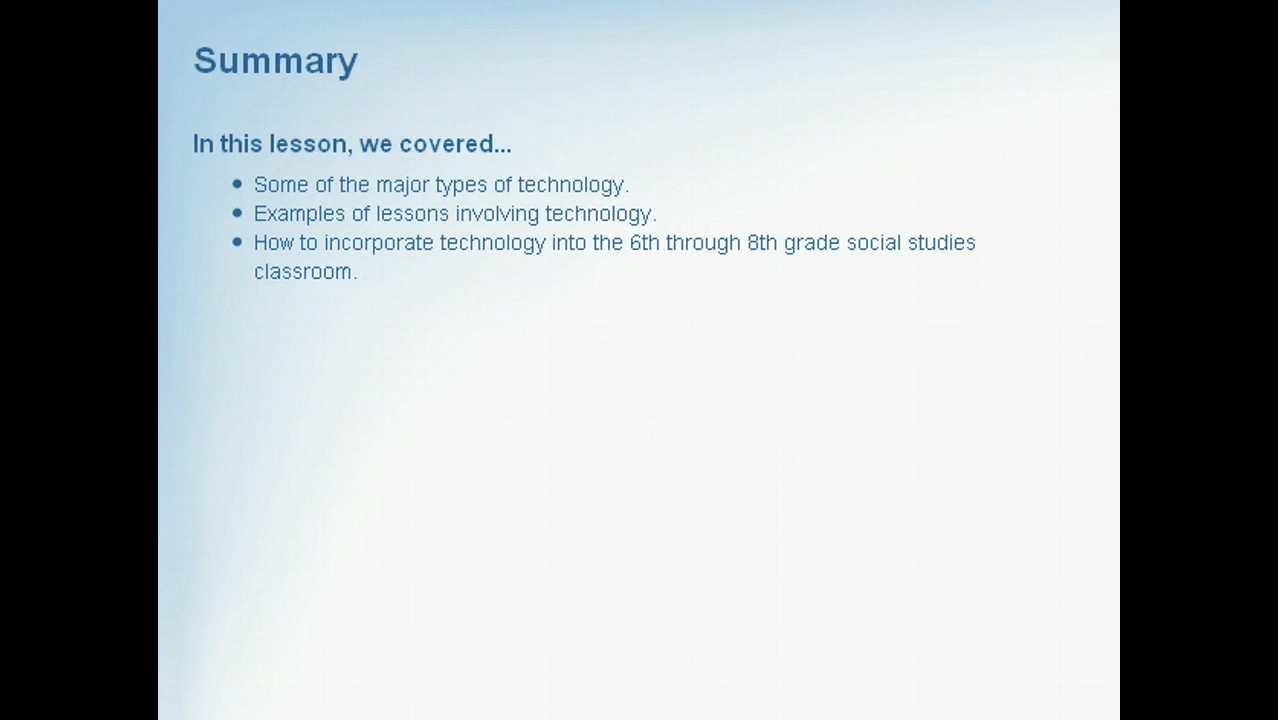 Summary
In this lesson, we covered...
• Some of the major types of technology.
• Examples of lessons involving technology.
• How to incorporate technology into the 6th through 8th grade social studies
classroom.